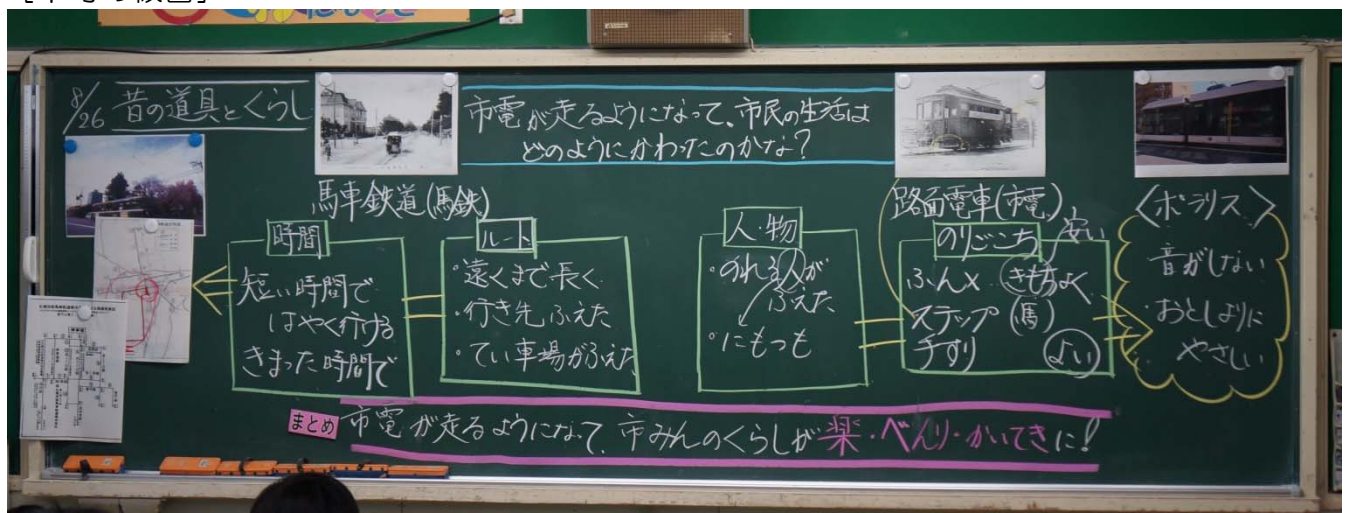 8/26 昔の道具とくらし
市電が走るようになって、市民の生活は
どのようにかわったのかな?
馬車鉄道(馬鉄)
時間
短い時間で
はやく行ける
きまった時間で
ルート
・遠くまで長く
・行き先ふえた
・てい車場がふえた
人・物
・のれる人が
ふえた
・にもつも
路面電車(市電)
のりごこち
安い
ふん× きもちよく
ステップ (馬)
手すり よい
〈ポラリス〉
音がしない
・おとしよりに
やさしい
まとめ 市電が走るようになって、市みんのくらしが楽・べんり・かいてきに!